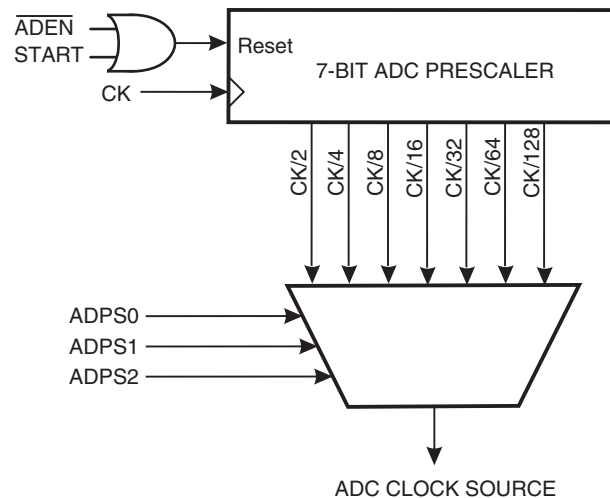 ADEN
START
Reset
7-BIT ADC PRESCALER
CK
CK/2
CK/4
CK/8
CK/16
CK/32
CK/64
CK/128
ADPS0
ADPS1
ADPS2
ADC CLOCK SOURCE